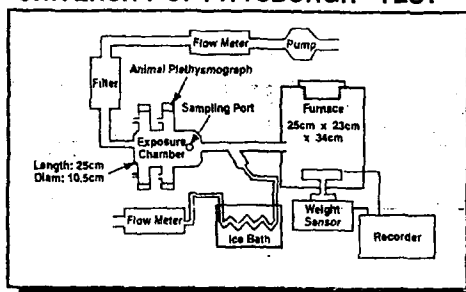 Flow Meter
Pump
Animal Plethysmograph
Filter
Sampling Port
Furnace
25cm x 23cm
x 34cm
Exposure
Chamber
Length: 25cm
Diam: 10.5cm
Flow Meter
Ice Bath
Weight
Sensor
Recorder